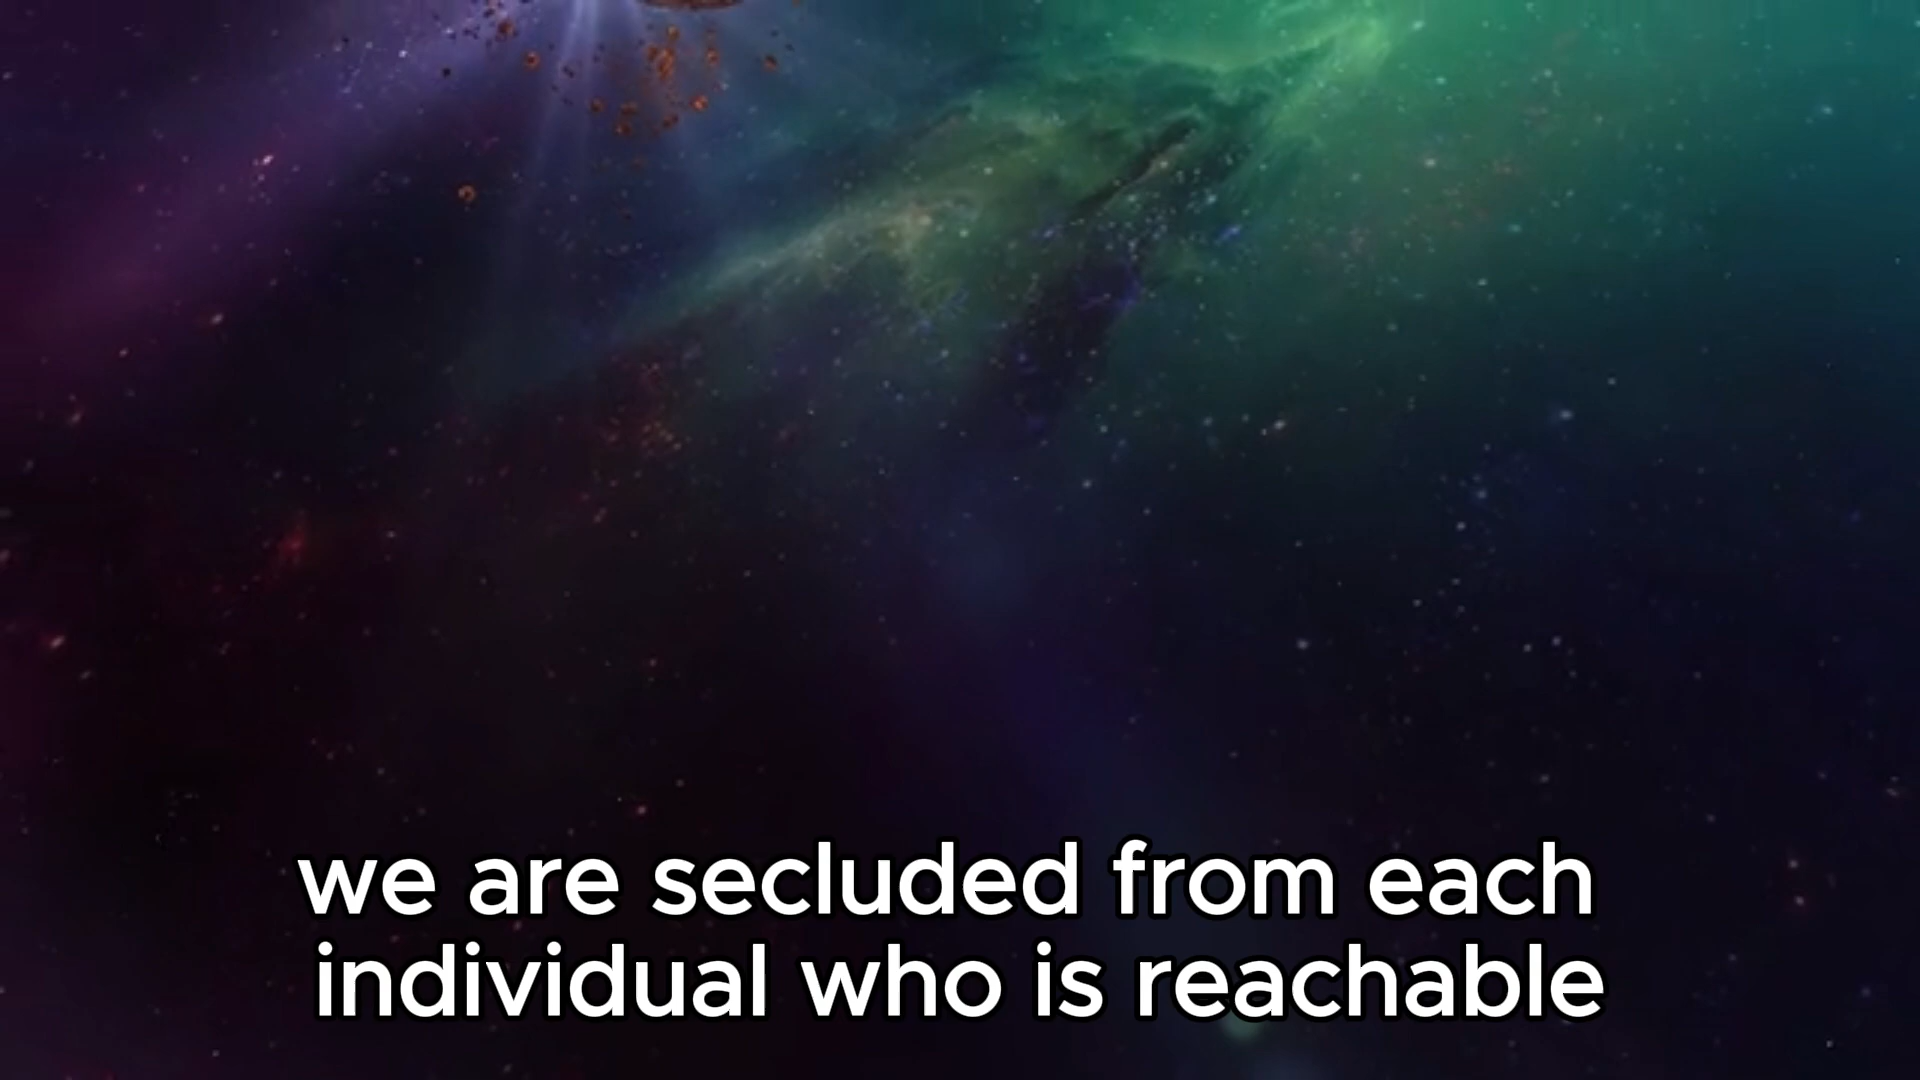 we are secluded from each
individual who is reachable